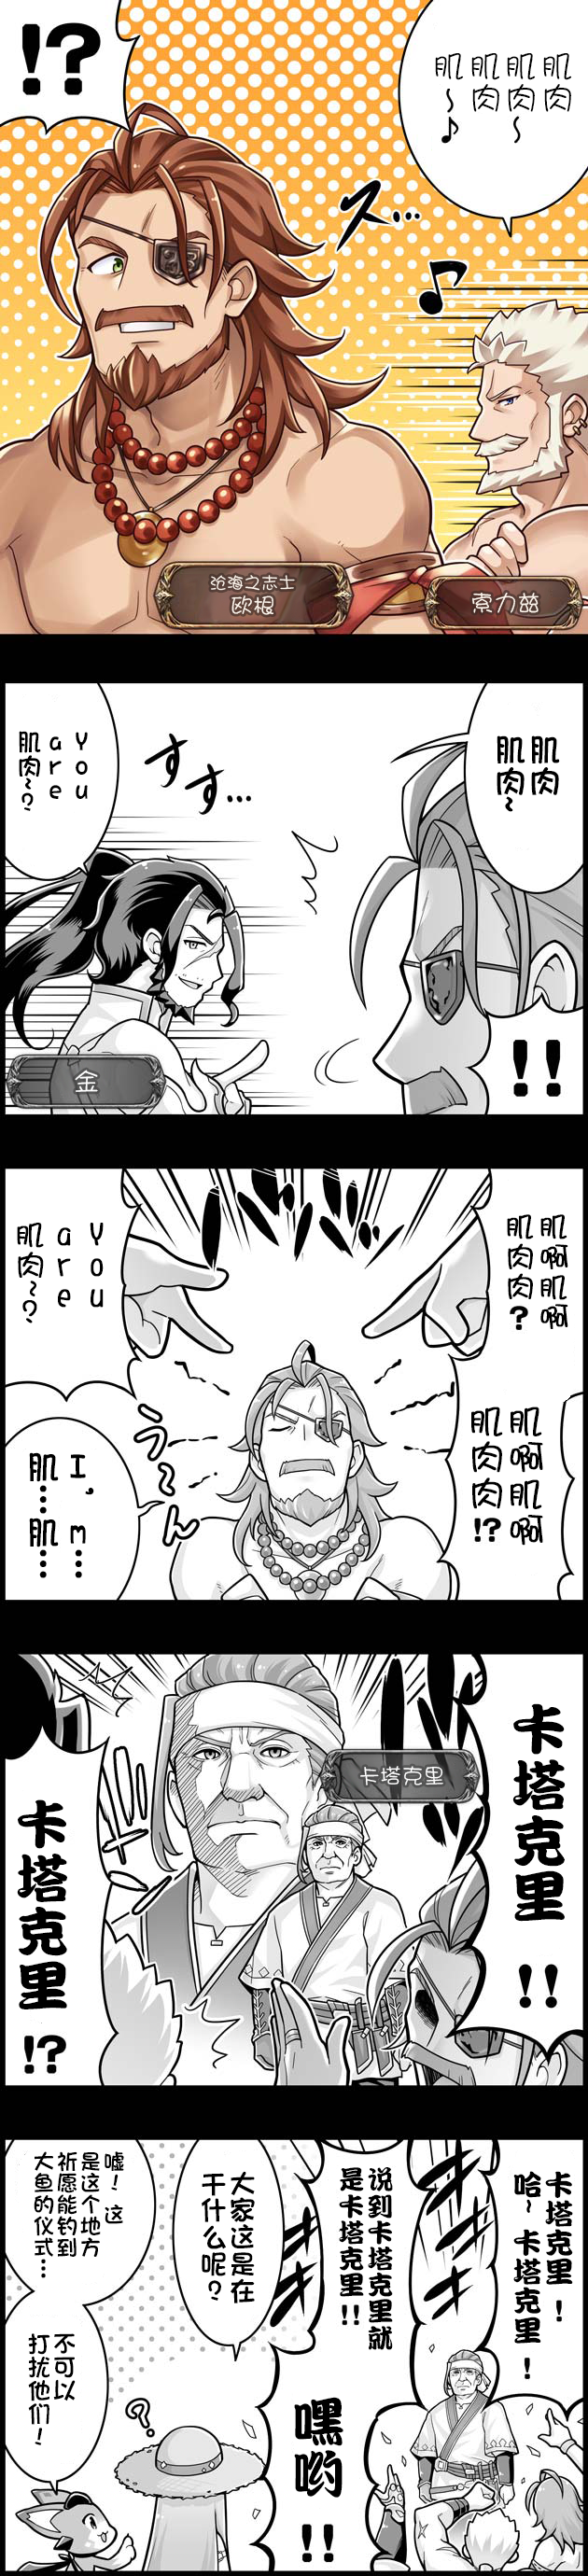 肌肉
肌肉～
肌肉
肌～♪
!?
ス…
沧海之志士
欧根
索力兹
肌肉
肌肉～
!!
すす…
You
are
肌肉～?
金
肌啊肌啊
肌肉肉?
肌啊肌啊
肌肉肉!?
You
are
肌肉～?
う～ん
I'm…
肌…肌…
卡塔克里!!
卡塔克里
卡塔克里!?
卡塔克里!
哈～卡塔克里!
说到卡塔克里就
是卡塔克里!!
嘿哟!!
大家这是在
干什么呢?
?
嘘!这
是这个地方
祈愿能钓到
大鱼的仪式…
不可以
打扰他们!